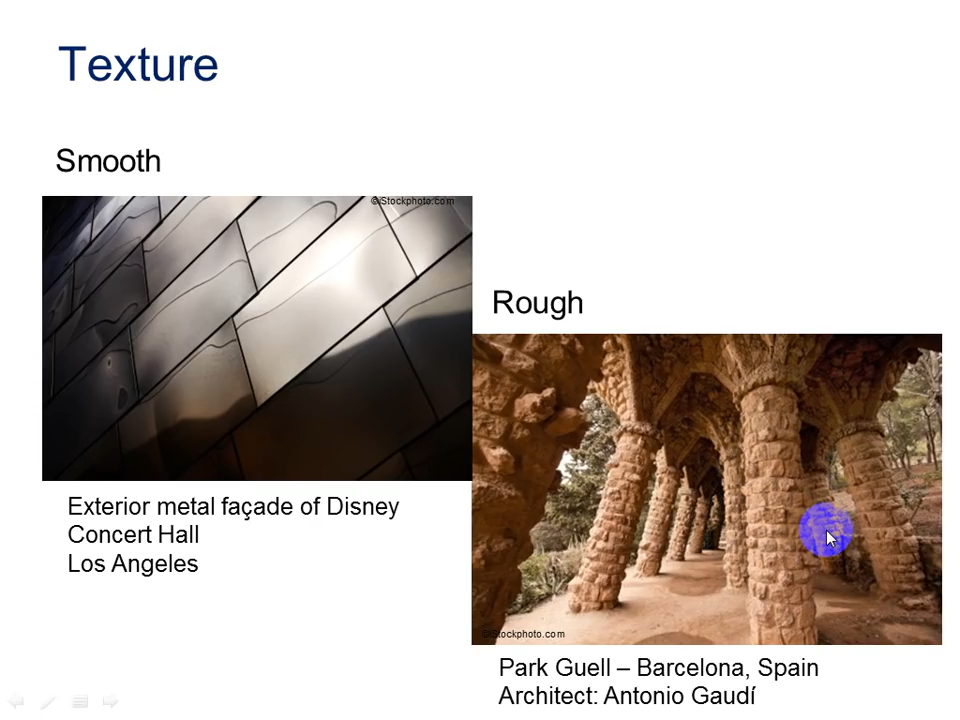 Texture
Smooth
©iStockphoto.com
Rough
Exterior metal façade of Disney
Concert Hall
Los Angeles
©iStockphoto.com
Park Guell – Barcelona, Spain
Architect: Antonio Gaudí